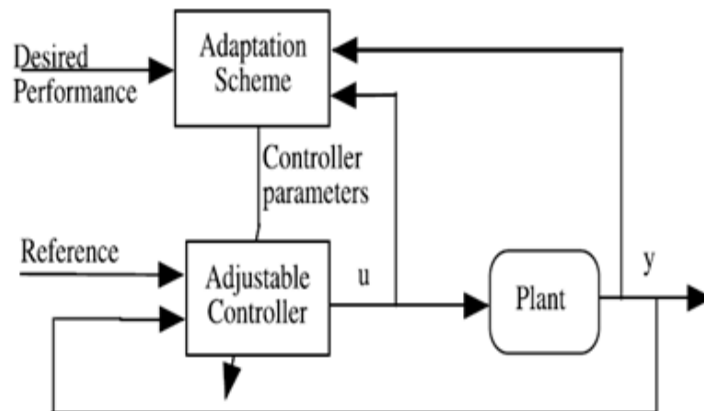 Desired
Performance
Adaptation
Scheme
Controller
parameters
Reference
Adjustable
Controller
u
Plant
y